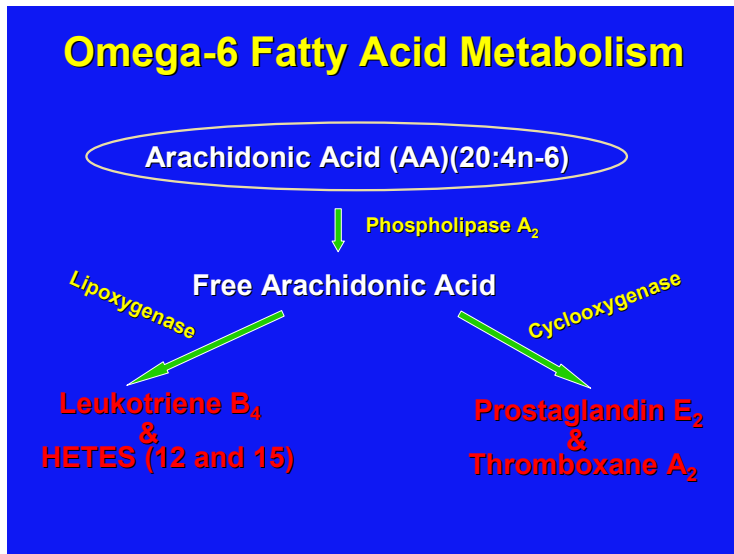 Omega-6 Fatty Acid Metabolism
Arachidonic Acid (AA)(20:4n-6)
Phospholipase A₂
Free Arachidonic Acid
Lipoxygenase
Cyclooxygenase
Leukotriene B₄
&
HETES (12 and 15)
Prostaglandin E₂
&
Thromboxane A₂